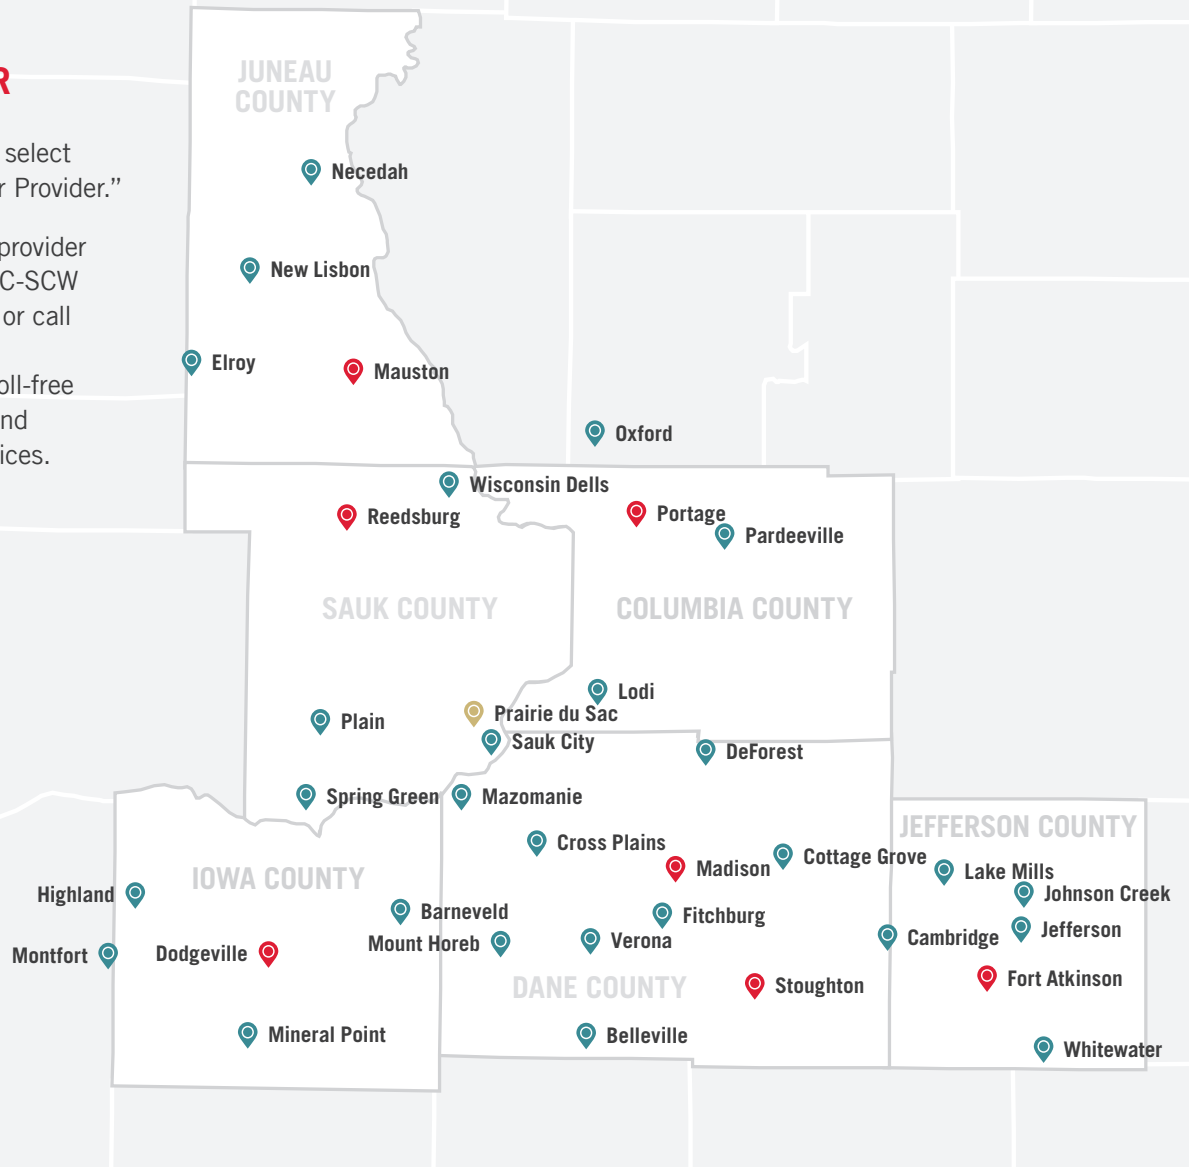 R
select
r Provider.”
provider
C-SCW
or call
oll-free
nd
ices.
JUNEAU
COUNTY
Necedah
New Lisbon
Elroy
Mauston
Oxford
Wisconsin Dells
Reedsburg
Portage
Pardeeville
SAUK COUNTY
COLUMBIA COUNTY
Lodi
Prairie du Sac
Plain
Sauk City
DeForest
Spring Green
Mazomanie
JEFFERSON COUNTY
Cross Plains
Cottage Grove
Madison
Lake Mills
IOWA COUNTY
Highland
Johnson Creek
Barneveld
Fitchburg
Jefferson
Cambridge
Verona
Mount Horeb
Montfort
Dodgeville
Fort Atkinson
Stoughton
DANE COUNTY
Mineral Point
Belleville
Whitewater